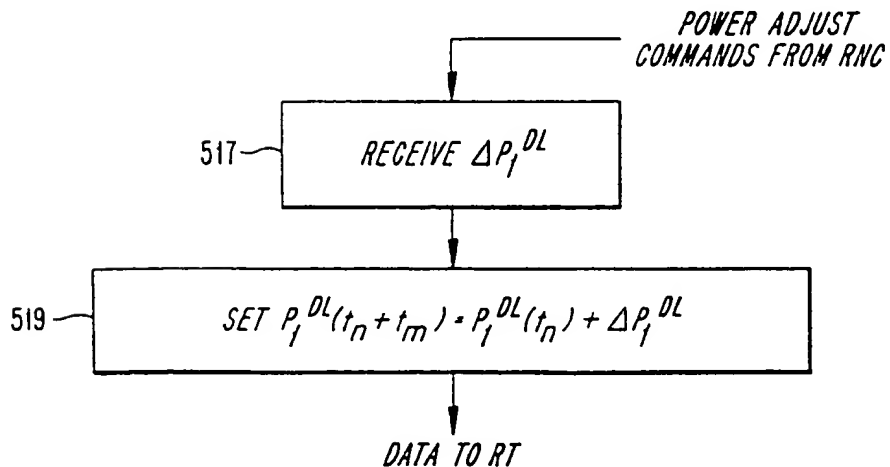 POWER ADJUST
COMMANDS FROM RNC
517
RECEIVE ΔP₁ᴰᴸ
519
SET P₁ᴰᴸ(tₙ + tₘ) = P₁ᴰᴸ(tₙ) + ΔP₁ᴰᴸ
DATA TO RT